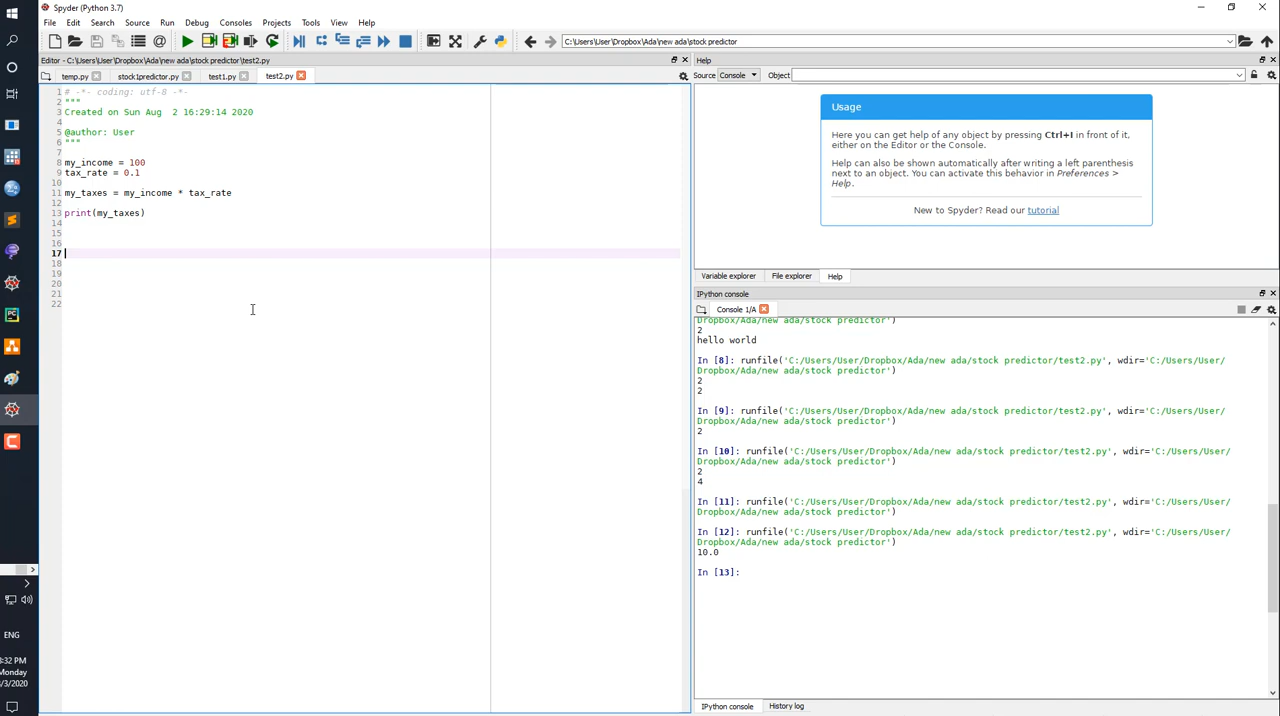 Spyder (Python 3.7)
File Edit Search Source Run Debug Consoles Projects Tools View Help
C:\Users\User\Dropbox\Ada\new ada\stock predictor
Editor - C:\Users\User\Dropbox\Ada\new ada\stock predictor\test2.py
temp.py stock1predictor.py test1.py test2.py
1 # -*- coding: utf-8 -*-
2 """
3 Created on Sun Aug  2 16:29:14 2020
4
5 @author: User
6 """
7
8 my_income = 100
9 tax_rate = 0.1
10
11 my_taxes = my_income * tax_rate
12
13 print(my_taxes)
14
15
16
17
18
19
20
21
22
Help
Source Console Object
Usage
Here you can get help of any object by pressing Ctrl+I in front of it,
either on the Editor or the Console.
Help can also be shown automatically after writing a left parenthesis
next to an object. You can activate this behavior in Preferences >
Help.
New to Spyder? Read our tutorial
Variable explorer File explorer Help
IPython console
Console 1/A
Dropbox/Ada/new ada/stock predictor')
2
hello world
In [8]: runfile('C:/Users/User/Dropbox/Ada/new ada/stock predictor/test2.py', wdir='C:/Users/User/
Dropbox/Ada/new ada/stock predictor')
2
2
In [9]: runfile('C:/Users/User/Dropbox/Ada/new ada/stock predictor/test2.py', wdir='C:/Users/User/
Dropbox/Ada/new ada/stock predictor')
2
In [10]: runfile('C:/Users/User/Dropbox/Ada/new ada/stock predictor/test2.py', wdir='C:/Users/User/
Dropbox/Ada/new ada/stock predictor')
2
4
In [11]: runfile('C:/Users/User/Dropbox/Ada/new ada/stock predictor/test2.py', wdir='C:/Users/User/
Dropbox/Ada/new ada/stock predictor')
In [12]: runfile('C:/Users/User/Dropbox/Ada/new ada/stock predictor/test2.py', wdir='C:/Users/User/
Dropbox/Ada/new ada/stock predictor')
10.0
In [13]:
IPython console History log
PC
ENG
:32 PM
Monday
/3/2020